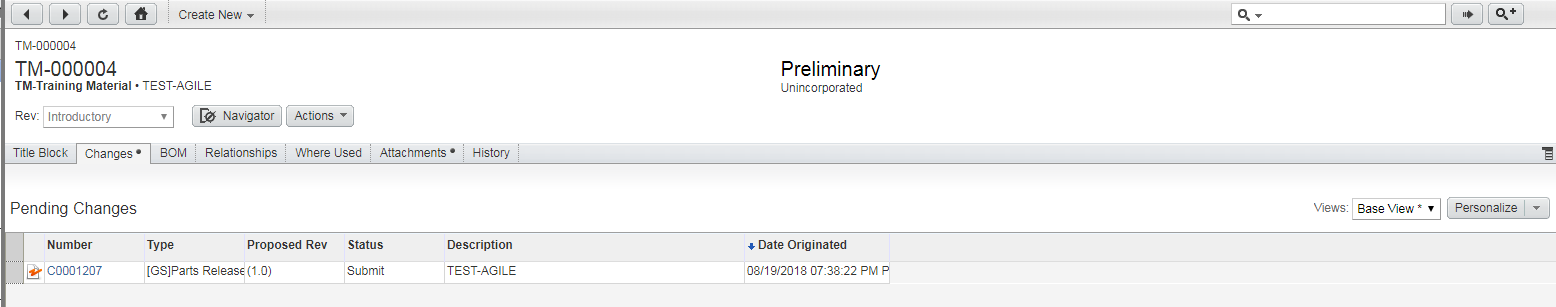 Create New
TM-000004
TM-000004
TM-Training Material • TEST-AGILE
Preliminary
Unincorporated
Rev: Introductory
Navigator
Actions
Title Block Changes • BOM Relationships Where Used Attachments • History
Pending Changes
Views: Base View * Personalize
Number Type Proposed Rev Status Description Date Originated
C0001207 [GS]Parts Release (1.0) Submit TEST-AGILE 08/19/2018 07:38:22 PM P